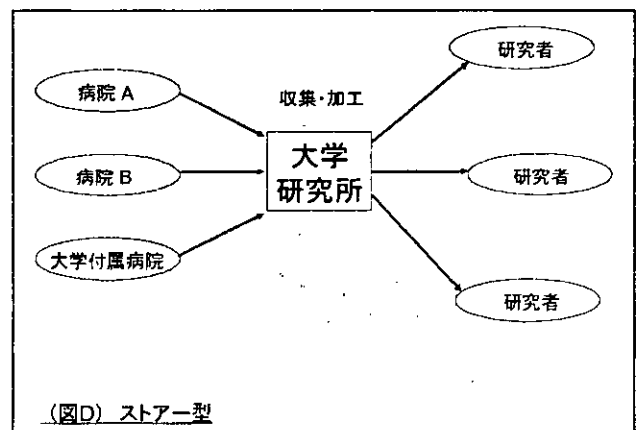 研究者
病院 A
収集・加工
大学
研究所
病院 B
研究者
大学付属病院
研究者
(図D) ストアー型